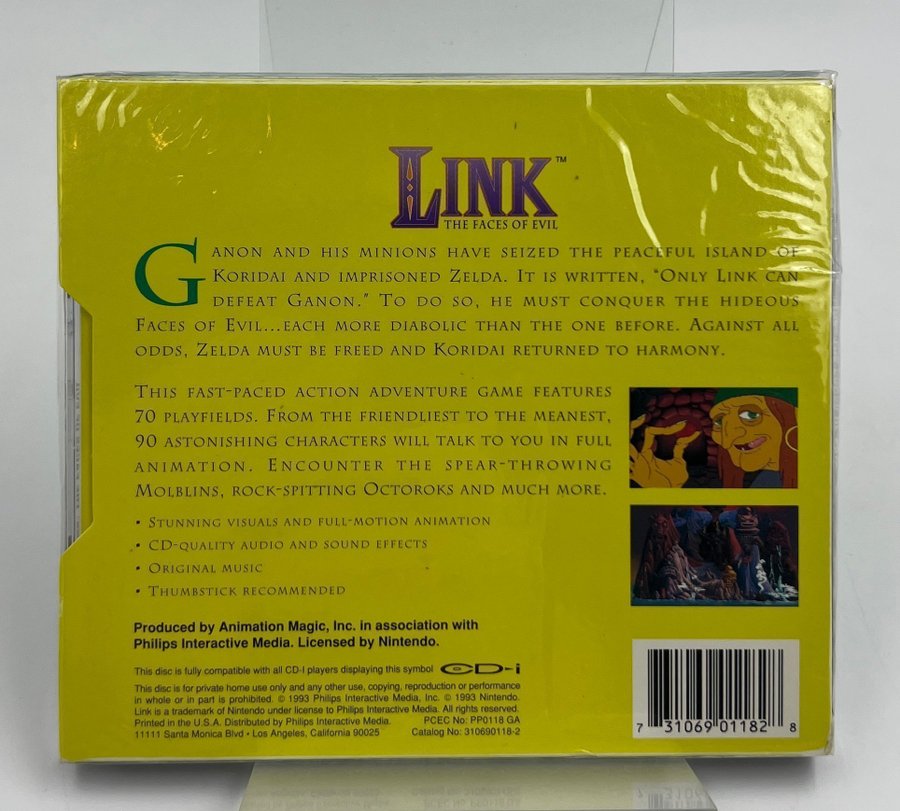 LINK™
THE FACES OF EVIL
GANON AND HIS MINIONS HAVE SEIZED THE PEACEFUL ISLAND OF
KORIDAI AND IMPRISONED ZELDA. IT IS WRITTEN, "ONLY LINK CAN
DEFEAT GANON." TO DO SO, HE MUST CONQUER THE HIDEOUS
FACES OF EVIL...EACH MORE DIABOLIC THAN THE ONE BEFORE. AGAINST ALL
ODDS, ZELDA MUST BE FREED AND KORIDAI RETURNED TO HARMONY.
THIS FAST-PACED ACTION ADVENTURE GAME FEATURES
70 PLAYFIELDS. FROM THE FRIENDLIEST TO THE MEANEST,
90 ASTONISHING CHARACTERS WILL TALK TO YOU IN FULL
ANIMATION. ENCOUNTER THE SPEAR-THROWING
MOLBLINS, ROCK-SPITTING OCTOROKS AND MUCH MORE.
• STUNNING VISUALS AND FULL-MOTION ANIMATION
• CD-QUALITY AUDIO AND SOUND EFFECTS
• ORIGINAL MUSIC
• THUMBSTICK RECOMMENDED
Produced by Animation Magic, Inc. in association with
Philips Interactive Media. Licensed by Nintendo.
This disc is fully compatible with all CD-I players displaying this symbol CD-i
This disc is for private home use only and any other use, copying, reproduction or performance
in whole or in part is prohibited. © 1993 Philips Interactive Media, Inc. © 1993 Nintendo.
Link is a trademark of Nintendo under license to Philips Interactive Media. All rights reserved.
Printed in the U.S.A. Distributed by Philips Interactive Media. PCEC No: PP0118 GA
11111 Santa Monica Blvd • Los Angeles, California 90025 Catalog No: 310690118-2
7 31069 01182 8